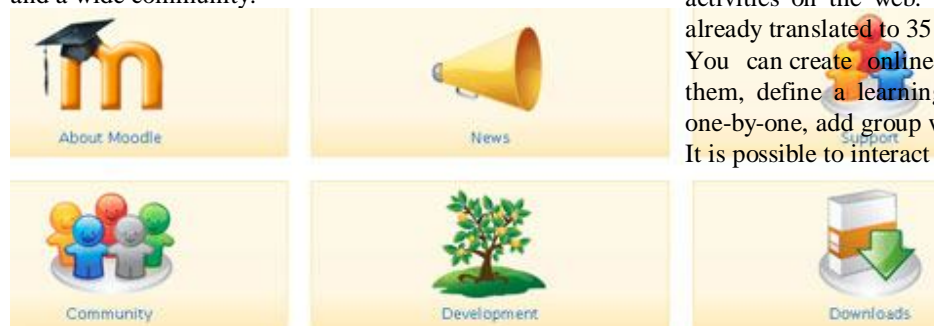 and a wide community.
activities on the web.
already translated to 35
You can create online
them, define a learning
one-by-one, add group
It is possible to interact
m
About Moodle
News
Support
Community
Development
Downloads